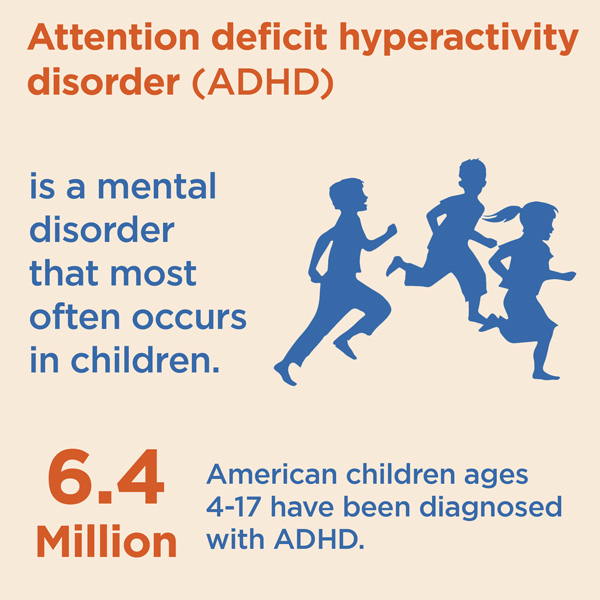 Attention deficit hyperactivity
disorder (ADHD)
is a mental
disorder
that most
often occurs
in children.
6.4
Million
American children ages
4-17 have been diagnosed
with ADHD.